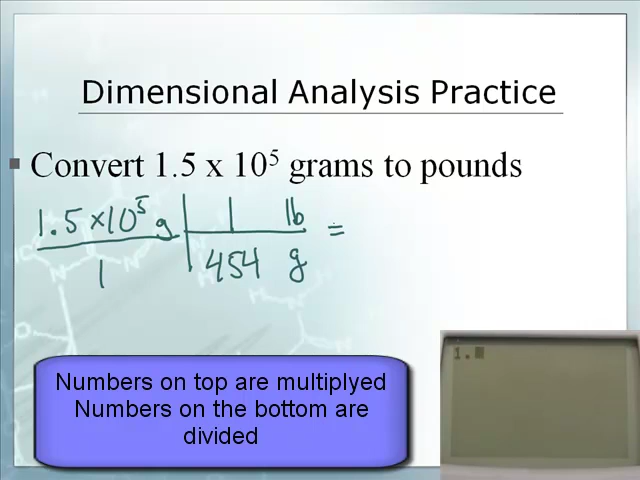 Dimensional Analysis Practice
Convert 1.5 x 10⁵ grams to pounds
1.5 ×10⁵ g | 1 lb =
1 | 454 g
Numbers on top are multiplyed
Numbers on the bottom are
divided
1.